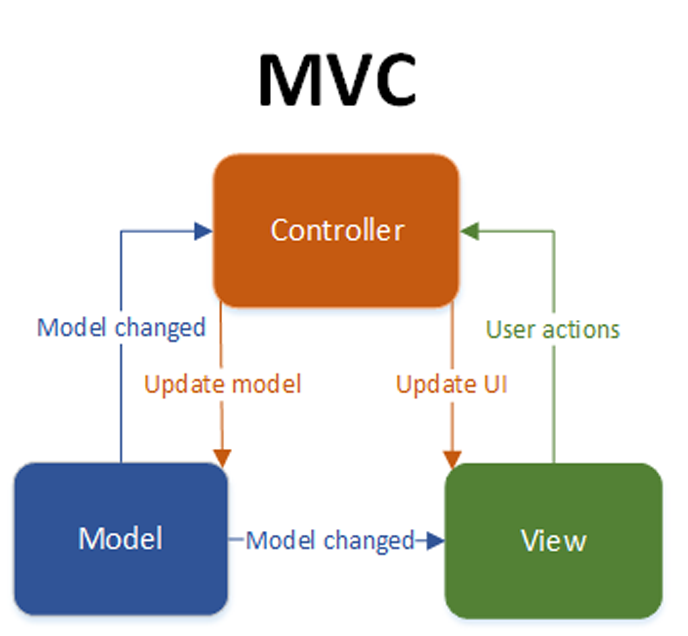 MVC
Controller
Model changed
User actions
Update model
Update UI
Model
Model changed
View